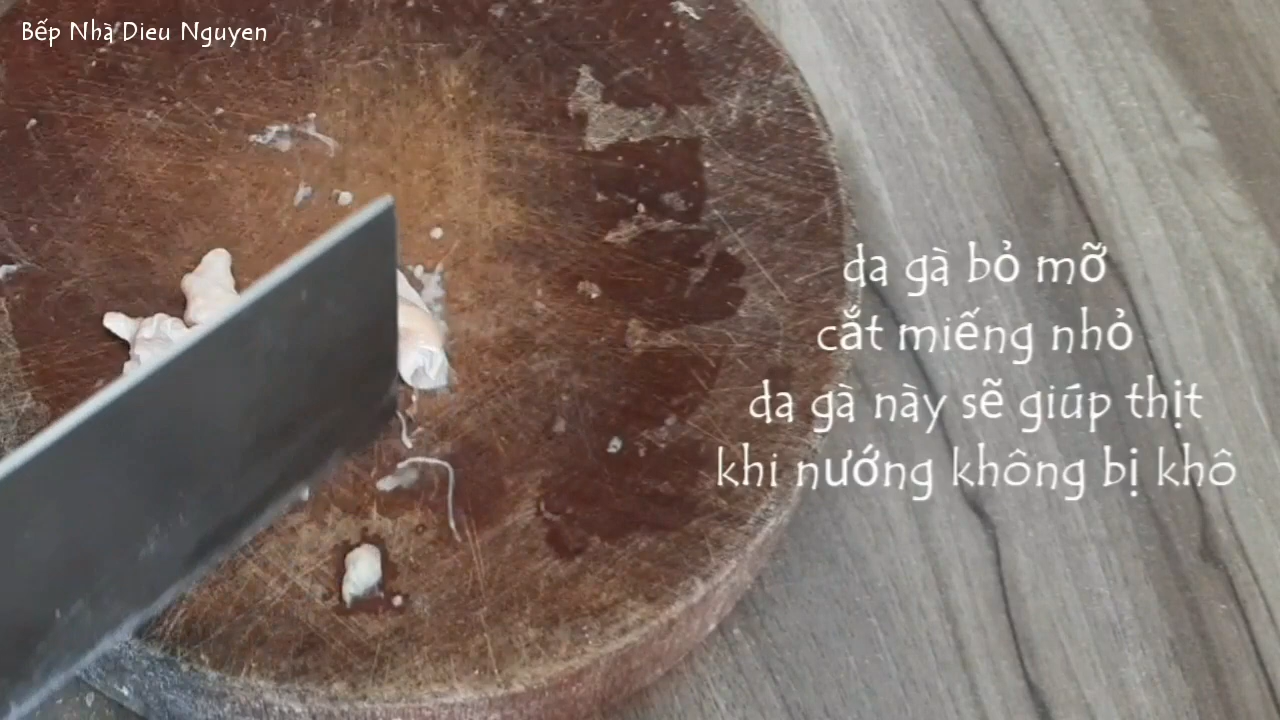 Bếp Nhà Dieu Nguyen
da gà bỏ mỡ
cắt miếng nhỏ
da gà này sẽ giúp thịt
khi nướng không bị khô